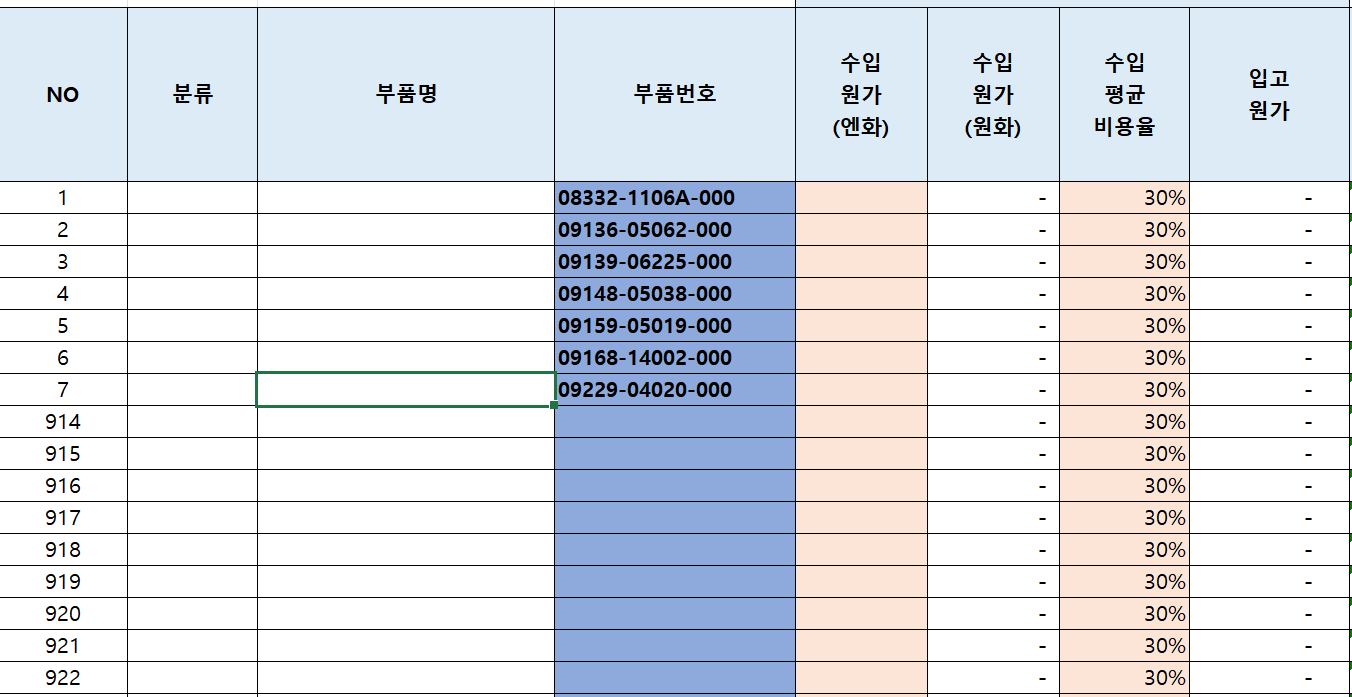 NO 분류 부품명 부품번호 수입 원가 (엔화) 수입 원가 (원화) 수입 평균 비용율 입고 원가
1 08332-1106A-000 - 30% -
2 09136-05062-000 - 30% -
3 09139-06225-000 - 30% -
4 09148-05038-000 - 30% -
5 09159-05019-000 - 30% -
6 09168-14002-000 - 30% -
7 09229-04020-000 - 30% -
914 - 30% -
915 - 30% -
916 - 30% -
917 - 30% -
918 - 30% -
919 - 30% -
920 - 30% -
921 - 30% -
922 - 30% -